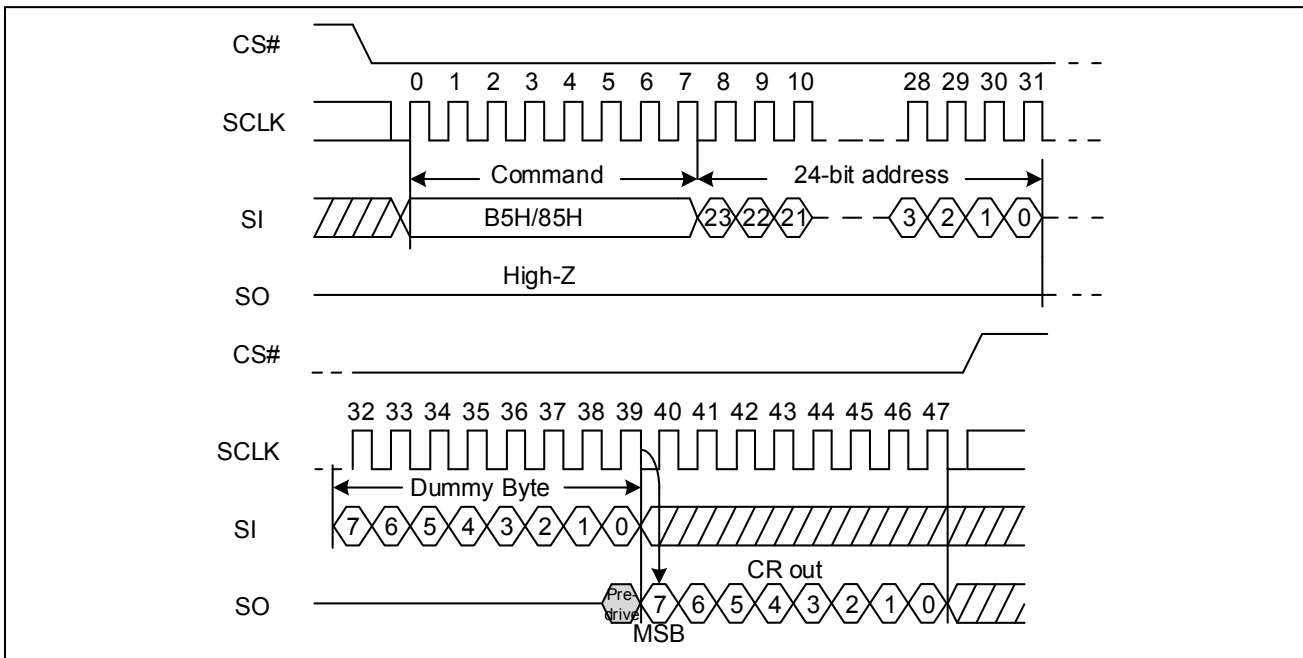 CS#
0 1 2 3 4 5 6 7 8 9 10 28 29 30 31
SCLK
Command 24-bit address
SI B5H/85H 23 22 21 3 2 1 0
High-Z
SO
CS#
32 33 34 35 36 37 38 39 40 41 42 43 44 45 46 47
SCLK
Dummy Byte
SI 7 6 5 4 3 2 1 0
CR out
SO Pre-drive 7 6 5 4 3 2 1 0
MSB